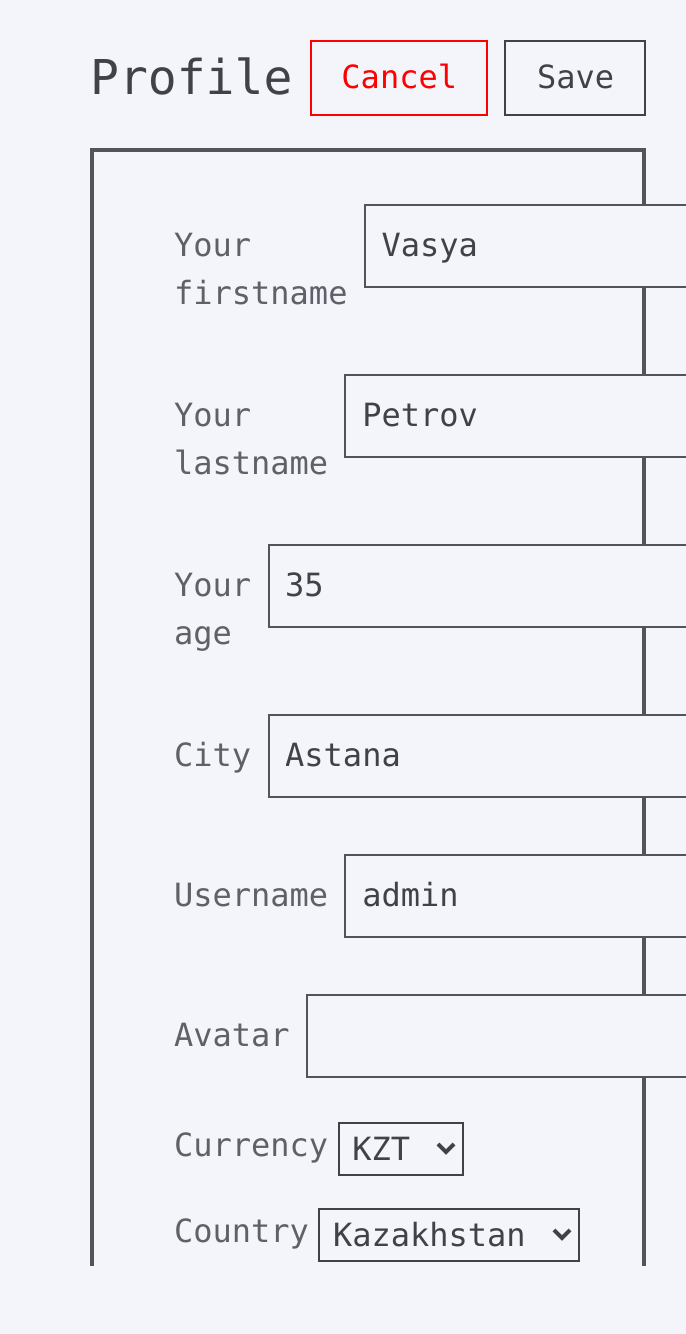 Profile Cancel Save
Your Vasya
firstname
Your Petrov
lastname
Your 35
age
City Astana
Username admin
Avatar
Currency KZT
Country Kazakhstan